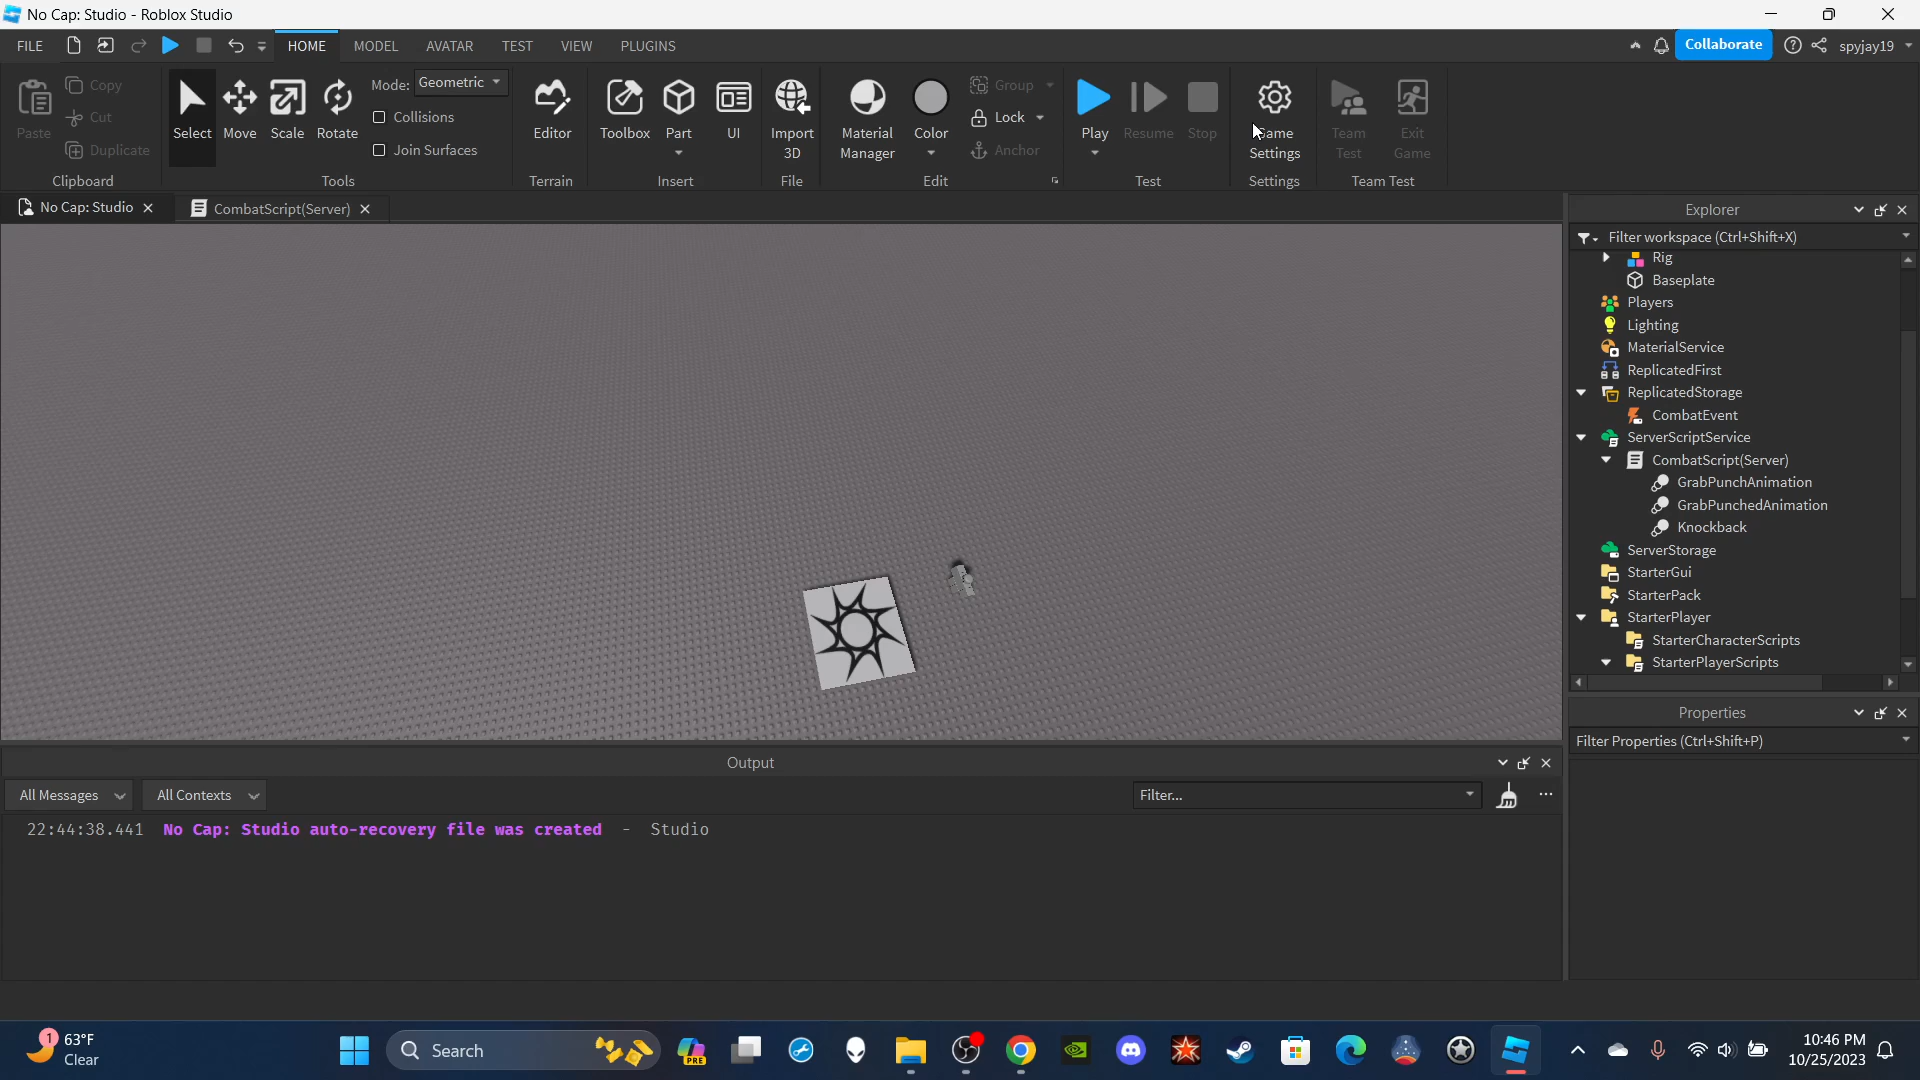 No Cap: Studio - Roblox Studio
FILE HOME MODEL AVATAR TEST VIEW PLUGINS Collaborate spyjay19
Paste Copy Cut Duplicate Clipboard
Select Move Scale Rotate Mode: Geometric Collisions Join Surfaces Tools
Editor Terrain
Toolbox Part UI Insert
Import 3D File
Material Manager Color Group Lock Anchor Edit
Play Resume Stop Test
Game Settings Settings
Team Test Exit Game Team Test
No Cap: Studio CombatScript(Server)
Explorer
Filter workspace (Ctrl+Shift+X)
Rig
Baseplate
Players
Lighting
MaterialService
ReplicatedFirst
ReplicatedStorage
CombatEvent
ServerScriptService
CombatScript(Server)
GrabPunchAnimation
GrabPunchedAnimation
Knockback
ServerStorage
StarterGui
StarterPack
StarterPlayer
StarterCharacterScripts
StarterPlayerScripts
Properties
Filter Properties (Ctrl+Shift+P)
Output
All Messages All Contexts Filter...
22:44:38.441 No Cap: Studio auto-recovery file was created - Studio
1
63°F
Clear
Search
PRE
10:46 PM
10/25/2023